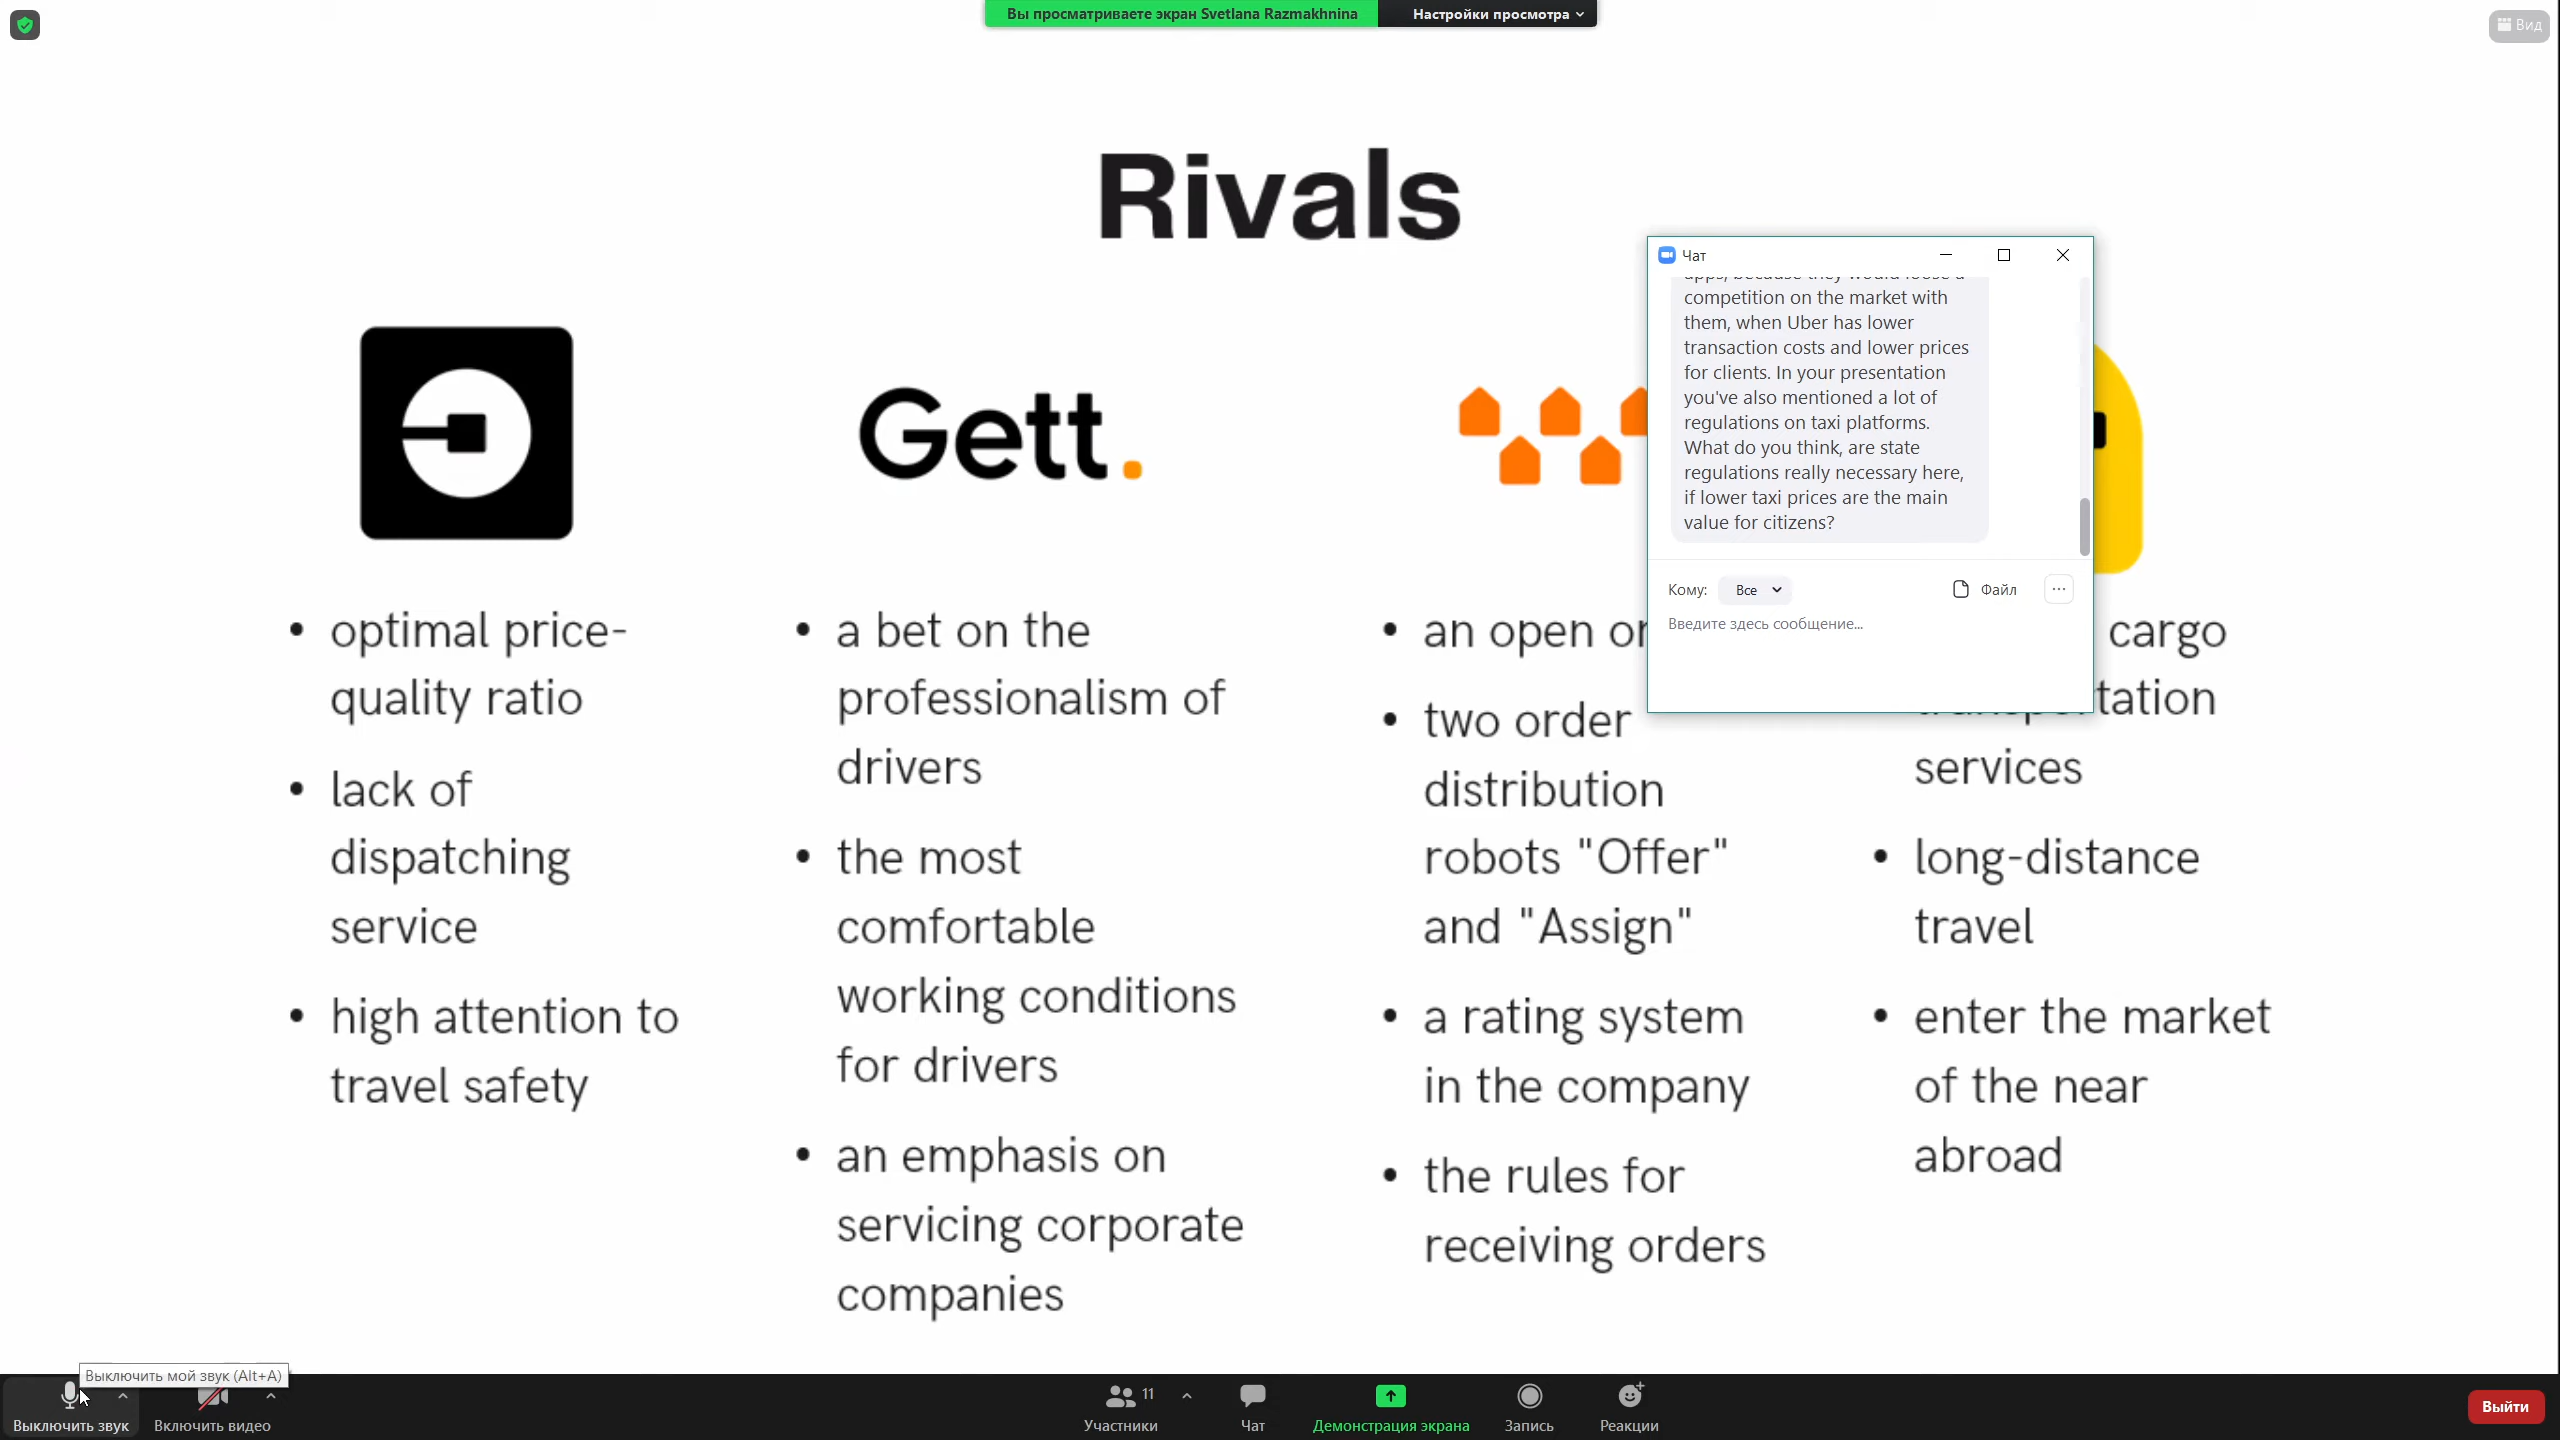 Вы просматриваете экран Svetlana Razmakhnina
Настройки просмотра
Вид
Rivals
Gett.
optimal price-
quality ratio
lack of
dispatching
service
high attention to
travel safety
a bet on the
professionalism of
drivers
the most
comfortable
working conditions
for drivers
an emphasis on
servicing corporate
companies
an open
two order
distribution
robots "Offer"
and "Assign"
a rating system
in the company
the rules for
receiving orders
cargo
services
long-distance
travel
enter the market
of the near
abroad
Чат
apps, because they would loose a
competition on the market with
them, when Uber has lower
transaction costs and lower prices
for clients. In your presentation
you've also mentioned a lot of
regulations on taxi platforms.
What do you think, are state
regulations really necessary here,
if lower taxi prices are the main
value for citizens?
Кому: Все
Файл
Введите здесь сообщение...
Выключить мой звук (Alt+A)
Выключить звук
Включить видео
11
Участники
Чат
Демонстрация экрана
Запись
Реакции
Выйти